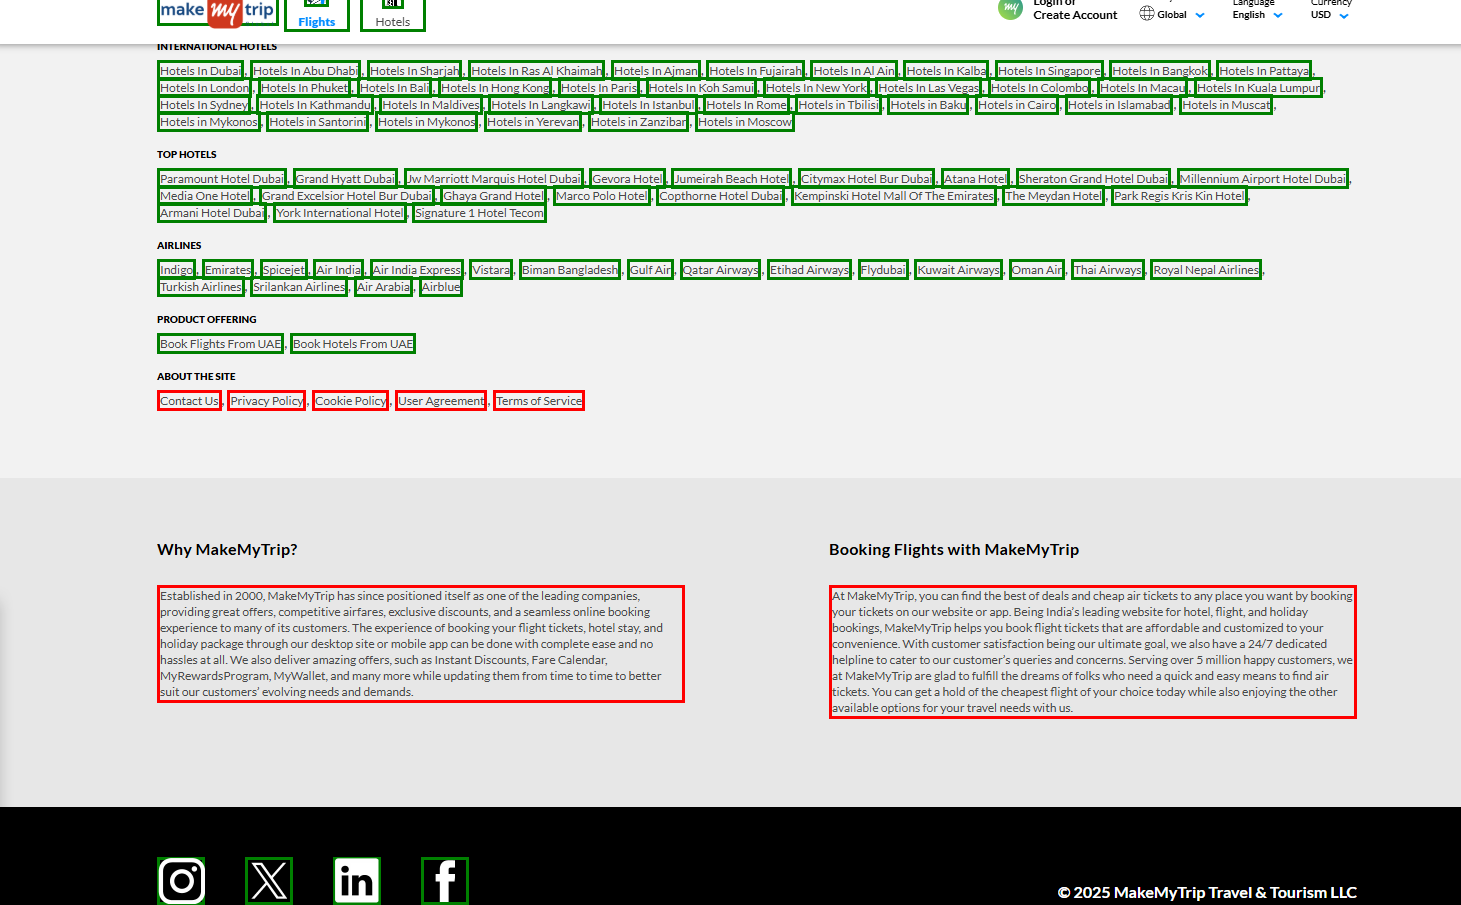 make my trip
Flights
Hotels
Login or
Create Account
Global
Language
English
Currency
USD
INTERNATIONAL HOTELS
Hotels In Dubai, Hotels In Abu Dhabi, Hotels In Sharjah, Hotels In Ras Al Khaimah, Hotels In Ajman, Hotels In Fujairah, Hotels In Al Ain, Hotels In Kalba, Hotels In Singapore, Hotels In Bangkok, Hotels In Pattaya,
Hotels In London, Hotels In Phuket, Hotels In Bali, Hotels In Hong Kong, Hotels In Paris, Hotels In Koh Samui, Hotels In New York, Hotels In Las Vegas, Hotels In Colombo, Hotels In Macau, Hotels In Kuala Lumpur,
Hotels In Sydney, Hotels In Kathmandu, Hotels In Maldives, Hotels In Langkawi, Hotels In Istanbul, Hotels In Rome, Hotels in Tbilisi, Hotels in Baku, Hotels in Cairo, Hotels in Islamabad, Hotels in Muscat,
Hotels in Mykonos, Hotels in Santorini, Hotels in Mykonos, Hotels in Yerevan, Hotels in Zanzibar, Hotels in Moscow
TOP HOTELS
Paramount Hotel Dubai, Grand Hyatt Dubai, Jw Marriott Marquis Hotel Dubai, Gevora Hotel, Jumeirah Beach Hotel, Citymax Hotel Bur Dubai, Atana Hotel, Sheraton Grand Hotel Dubai, Millennium Airport Hotel Dubai,
Media One Hotel, Grand Excelsior Hotel Bur Dubai, Ghaya Grand Hotel, Marco Polo Hotel, Copthorne Hotel Dubai, Kempinski Hotel Mall Of The Emirates, The Meydan Hotel, Park Regis Kris Kin Hotel,
Armani Hotel Dubai, York International Hotel, Signature 1 Hotel Tecom
AIRLINES
Indigo, Emirates, Spicejet, Air India, Air India Express, Vistara, Biman Bangladesh, Gulf Air, Qatar Airways, Etihad Airways, Flydubai, Kuwait Airways, Oman Air, Thai Airways, Royal Nepal Airlines,
Turkish Airlines, Srilankan Airlines, Air Arabia, Airblue
PRODUCT OFFERING
Book Flights From UAE, Book Hotels From UAE
ABOUT THE SITE
Contact Us, Privacy Policy, Cookie Policy, User Agreement, Terms of Service
Why MakeMyTrip?
Established in 2000, MakeMyTrip has since positioned itself as one of the leading companies,
providing great offers, competitive airfares, exclusive discounts, and a seamless online booking
experience to many of its customers. The experience of booking your flight tickets, hotel stay, and
holiday package through our desktop site or mobile app can be done with complete ease and no
hassles at all. We also deliver amazing offers, such as Instant Discounts, Fare Calendar,
MyRewardsProgram, MyWallet, and many more while updating them from time to time to better
suit our customers’ evolving needs and demands.
Booking Flights with MakeMyTrip
At MakeMyTrip, you can find the best of deals and cheap air tickets to any place you want by booking
your tickets on our website or app. Being India’s leading website for hotel, flight, and holiday
bookings, MakeMyTrip helps you book flight tickets that are affordable and customized to your
convenience. With customer satisfaction being our ultimate goal, we also have a 24/7 dedicated
helpline to cater to our customer’s queries and concerns. Serving over 5 million happy customers, we
at MakeMyTrip are glad to fulfill the dreams of folks who need a quick and easy means to find air
tickets. You can get a hold of the cheapest flight of your choice today while also enjoying the other
available options for your travel needs with us.
© 2025 MakeMyTrip Travel & Tourism LLC